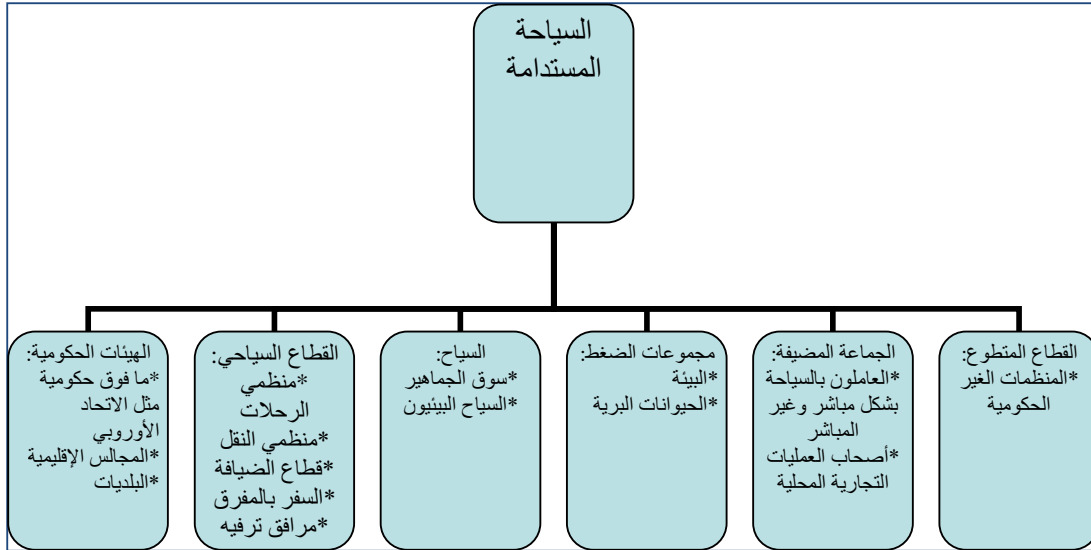 السياحة
المستدامة
القطاع المتطوع:
*المنظمات الغير
الحكومية
الجماعة المضيفة:
*العاملون بالسياحة
بشكل مباشر وغير
المباشر
*أصحاب العمليات
التجارية المحلية
مجموعات الضغط:
*البيئة
*الحيوانات البرية
السياح:
*سوق الجماهير
*السياح البيئيون
القطاع السياحي:
*منظمي
الرحلات
*منظمي النقل
*قطاع الضيافة
*السفر بالمفرق
*مرافق ترفيه
الهيئات الحكومية:
*ما فوق حكومية
مثل الاتحاد
الأوروبي
*المجالس الإقليمية
*البلديات